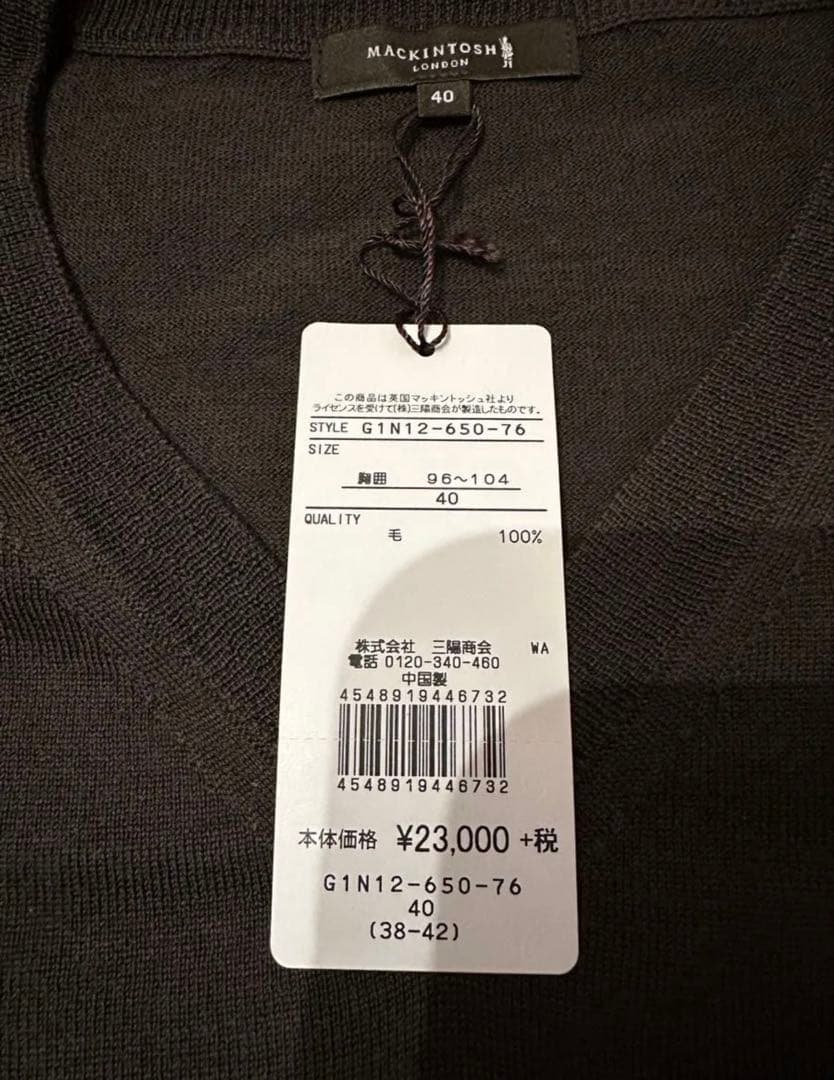 MACKINTOSH
LONDON
40
この商品は英国マッキントッシュ社より
ライセンスを受けて(株)三陽商会が製造したものです。
STYLE G1N12-650-76
SIZE
胸囲 96~104
40
QUALITY
毛 100%
株式会社 三陽商会 WA
電話 0120-340-460
中国製
4548919446732
4548919446732
本体価格 ¥23,000 +税
G1N12-650-76
40
(38-42)